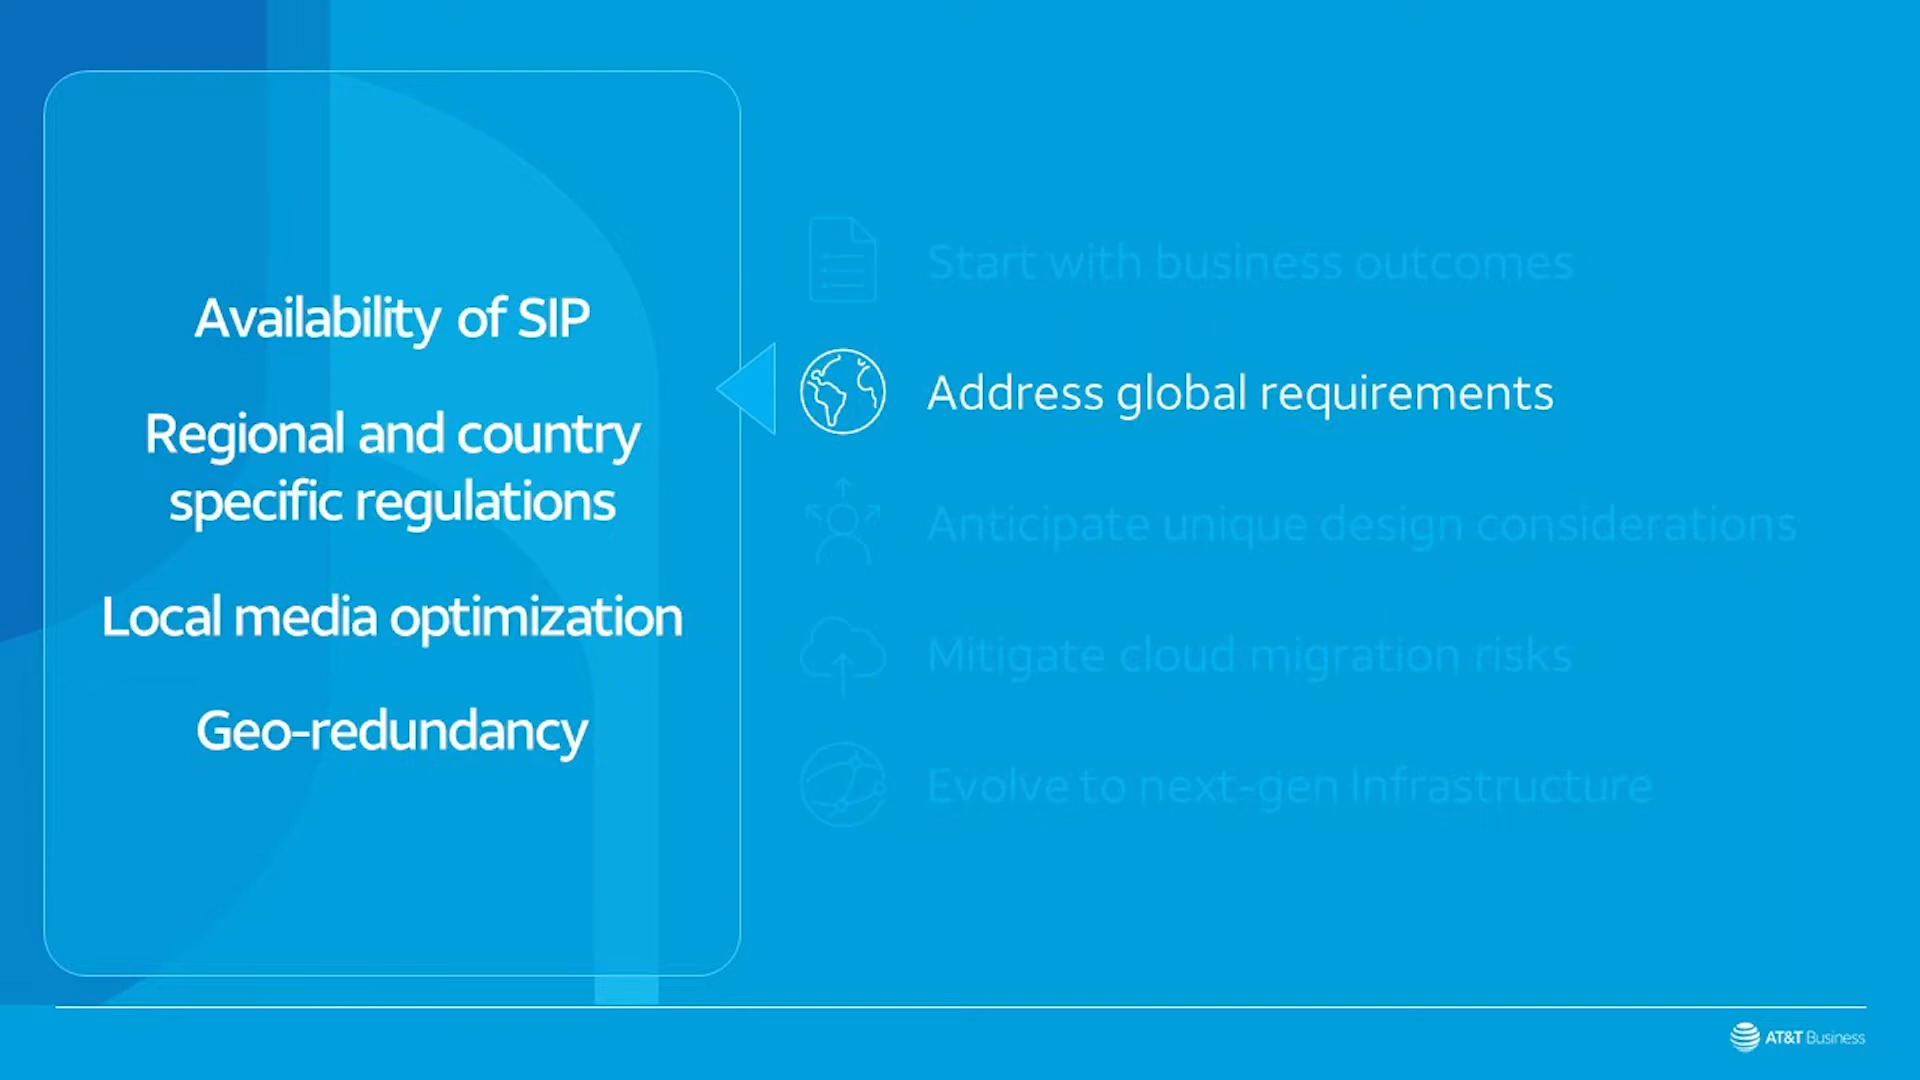 Availability of SIP
Regional and country
specific regulations
Local media optimization
Geo-redundancy
Start with business outcomes
Address global requirements
Anticipate unique design considerations
Mitigate cloud migration risks
Evolve to next-gen Infrastructure
AT&T Business